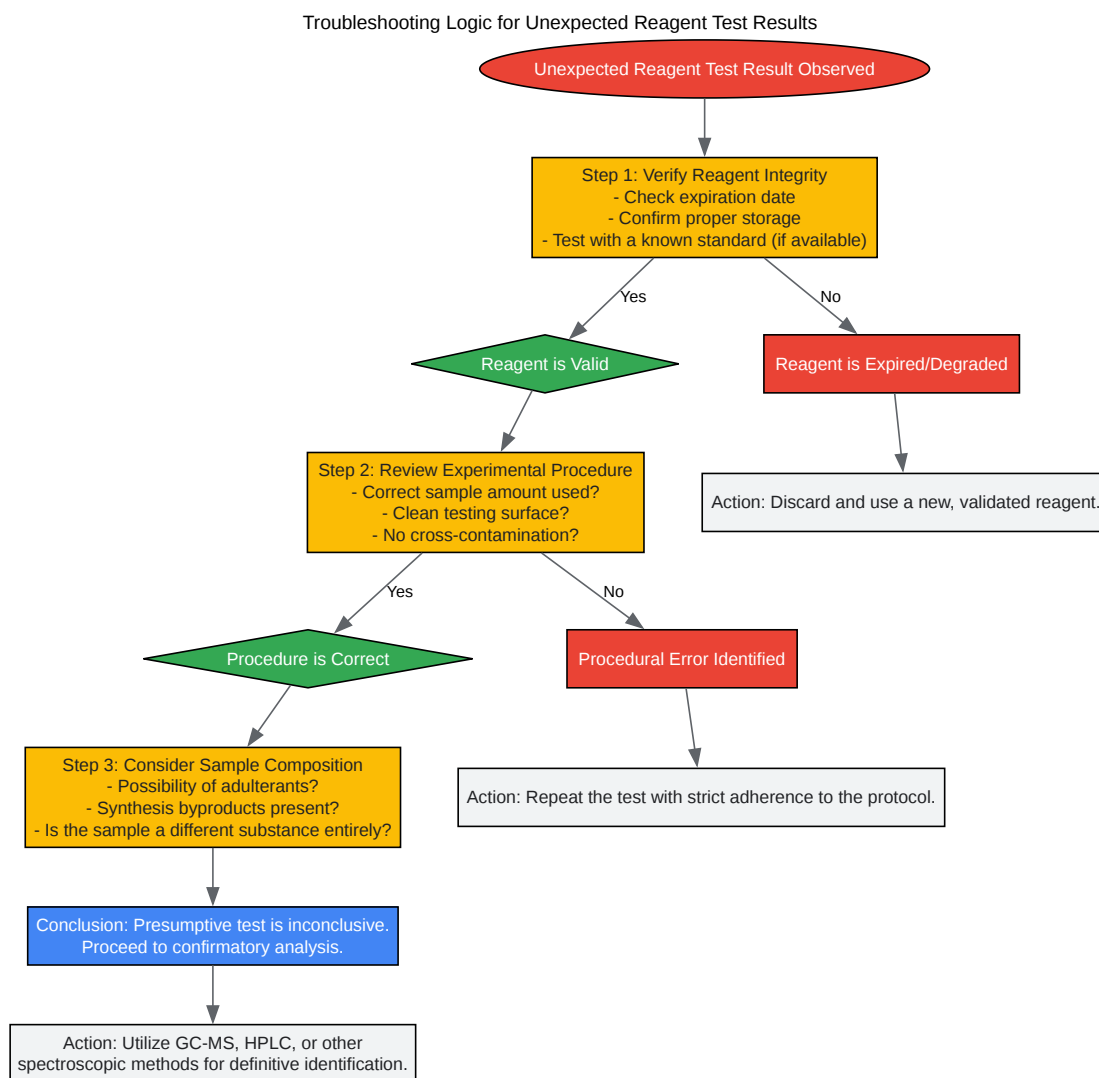 Troubleshooting Logic for Unexpected Reagent Test Results
Unexpected Reagent Test Result Observed
Step 1: Verify Reagent Integrity
- Check expiration date
- Confirm proper storage
- Test with a known standard (if available)
Yes
No
Reagent is Valid
Reagent is Expired/Degraded
Step 2: Review Experimental Procedure
- Correct sample amount used?
- Clean testing surface?
- No cross-contamination?
Action: Discard and use a new, validated reagent.
Yes
No
Procedure is Correct
Procedural Error Identified
Step 3: Consider Sample Composition
- Possibility of adulterants?
- Synthesis byproducts present?
- Is the sample a different substance entirely?
Action: Repeat the test with strict adherence to the protocol.
Conclusion: Presumptive test is inconclusive.
Proceed to confirmatory analysis.
Action: Utilize GC-MS, HPLC, or other
spectroscopic methods for definitive identification.